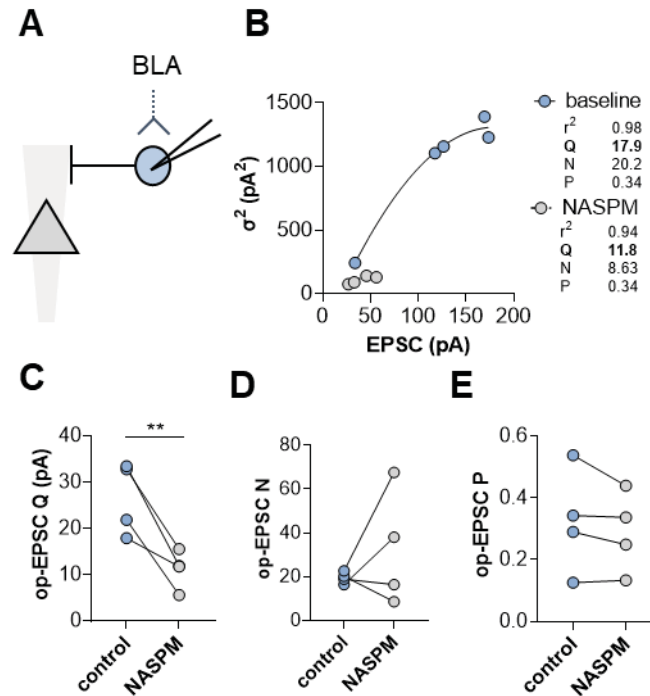 A
BLA
B
σ² (pA²)
1500
1000
500
0
0 50 100 150 200
EPSC (pA)
baseline
r² 0.98
Q 17.9
N 20.2
P 0.34
NASPM
r² 0.94
Q 11.8
N 8.63
P 0.34
C
op-EPSC Q (pA)
40
30
20
10
0
**
control NASPM
D
op-EPSC N
80
60
40
20
0
control NASPM
E
op-EPSC P
0.6
0.4
0.2
0.0
control NASPM